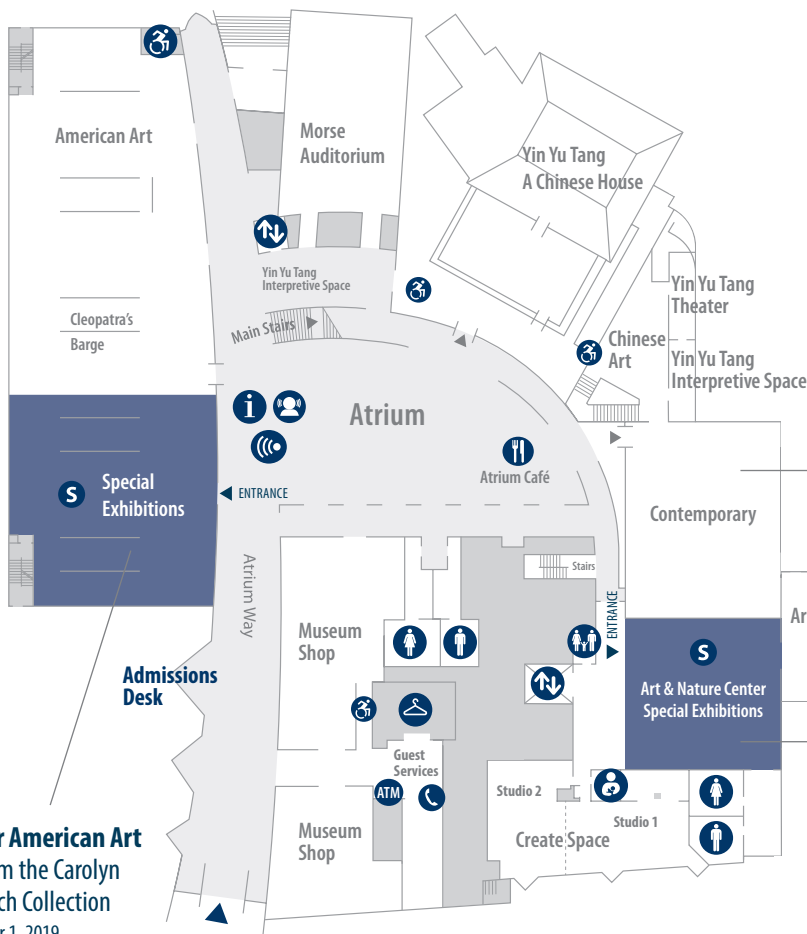 American Art
Morse
Auditorium
Yin Yu Tang
A Chinese House
Yin Yu Tang
Interpretive Space
Yin Yu Tang
Theater
Main Stairs
Cleopatra's
Barge
Chinese
Art
Yin Yu Tang
Interpretive Space
i
Atrium
S
Special
Exhibitions
ENTRANCE
Atrium Café
Contemporary
Atrium Way
Stairs
ENTRANCE
Ar
Museum
Shop
S
Art & Nature Center
Special Exhibitions
Admissions
Desk
Guest
Services
ATM
Studio 2
Studio 1
Create Space
Museum
Shop
r American Art
m the Carolyn
ch Collection
r 1, 2019